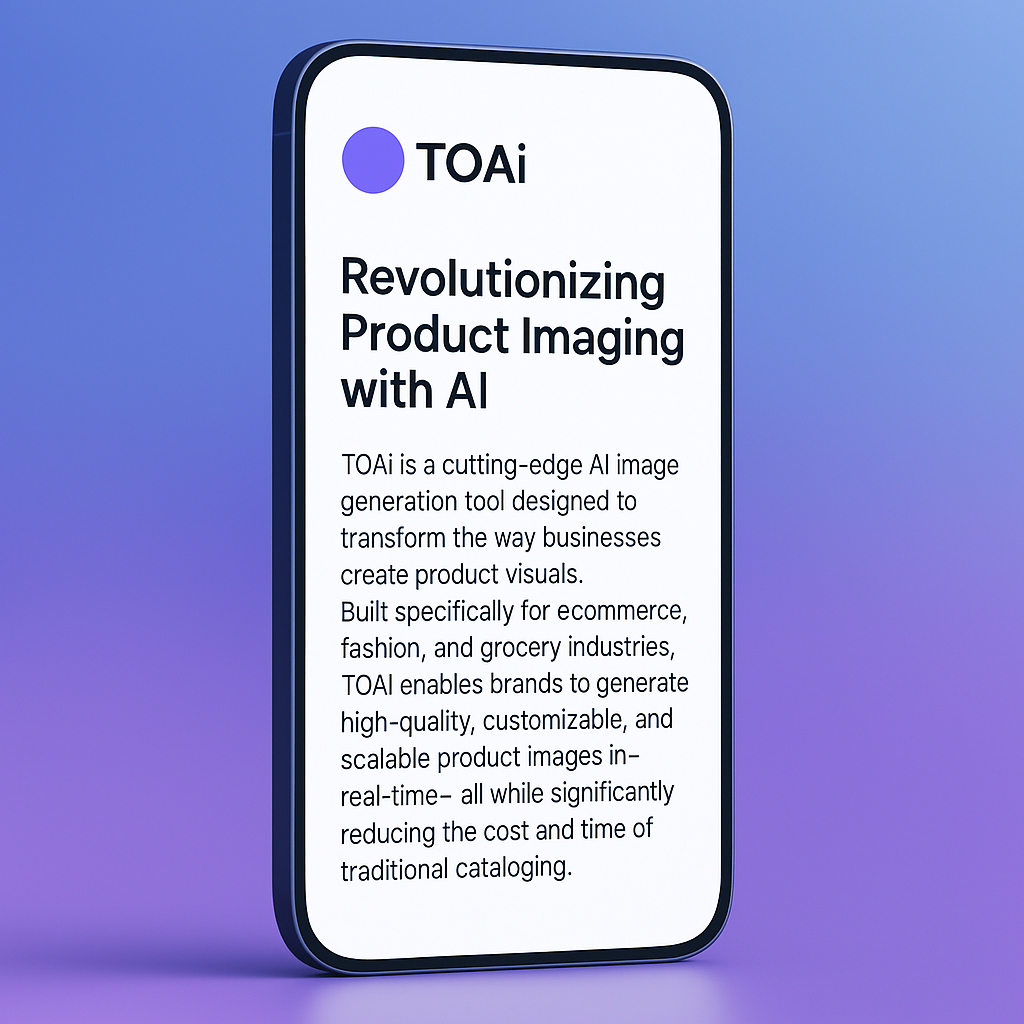 TOAi
Revolutionizing
Product Imaging
with AI
TOAi is a cutting-edge AI image
generation tool designed to
transform the way businesses
create product visuals.
Built specifically for ecommerce,
fashion, and grocery industries,
TOAI enables brands to generate
high-quality, customizable, and
scalable product images in–
real-time– all while significantly
reducing the cost and time of
traditional cataloging.